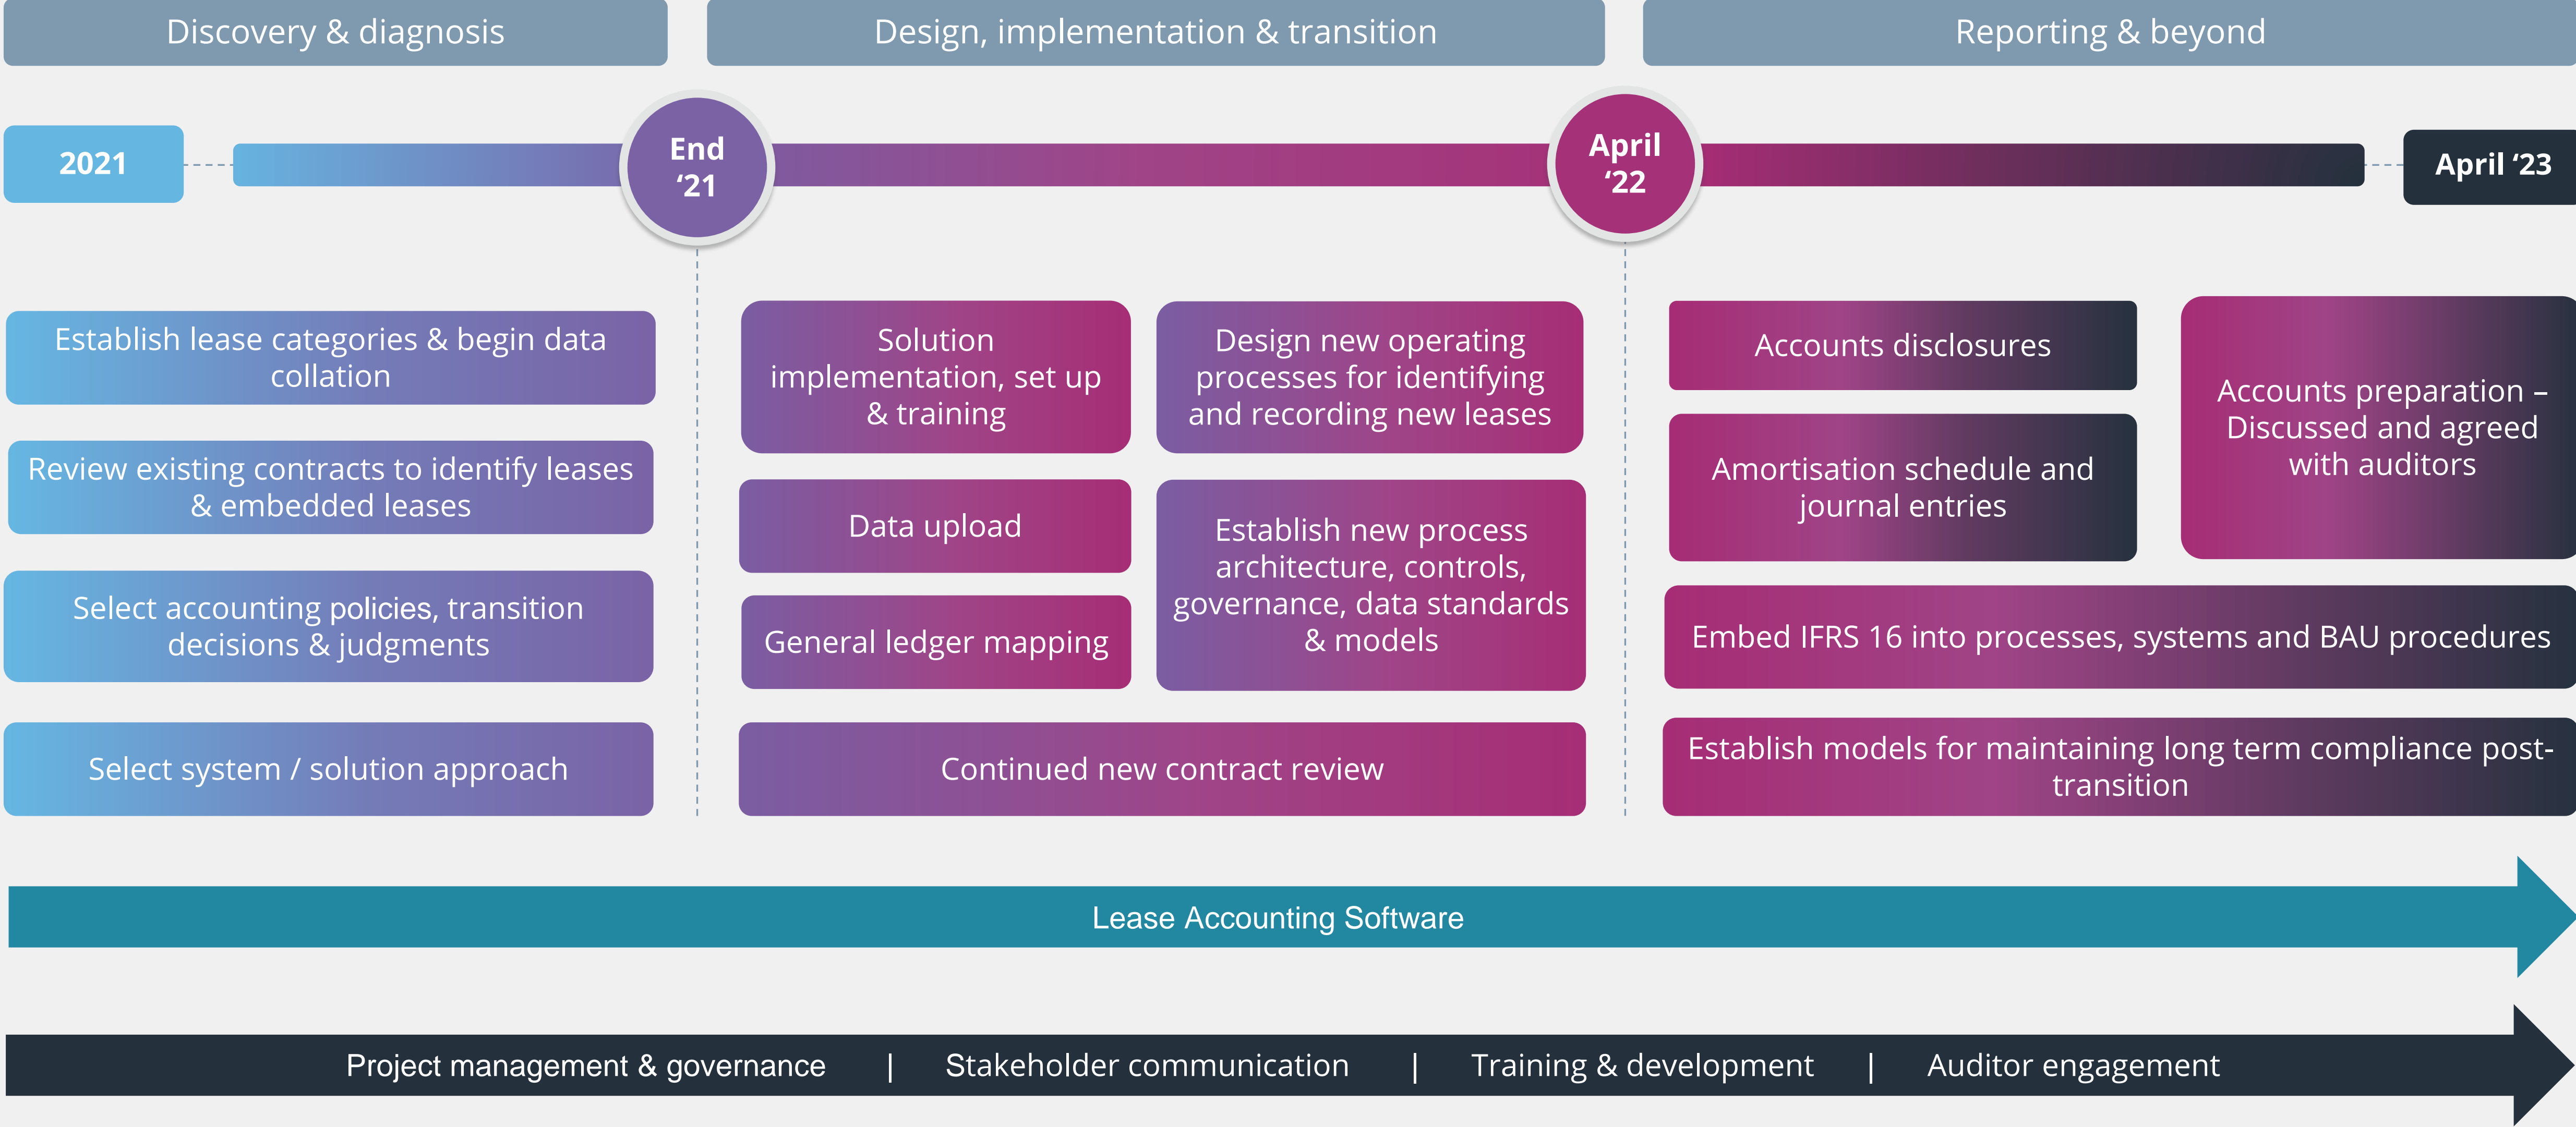 Discovery & diagnosis
Design, implementation & transition
Reporting & beyond
2021
End
‘21
April
‘22
April ‘23
Establish lease categories & begin data
collation
Review existing contracts to identify leases
& embedded leases
Select accounting policies, transition
decisions & judgments
Select system / solution approach
Solution
implementation, set up
& training
Data upload
General ledger mapping
Design new operating
processes for identifying
and recording new leases
Establish new process
architecture, controls,
governance, data standards
& models
Continued new contract review
Accounts disclosures
Amortisation schedule and
journal entries
Accounts preparation –
Discussed and agreed
with auditors
Embed IFRS 16 into processes, systems and BAU procedures
Establish models for maintaining long term compliance post-
transition
Lease Accounting Software
Project management & governance | Stakeholder communication | Training & development | Auditor engagement